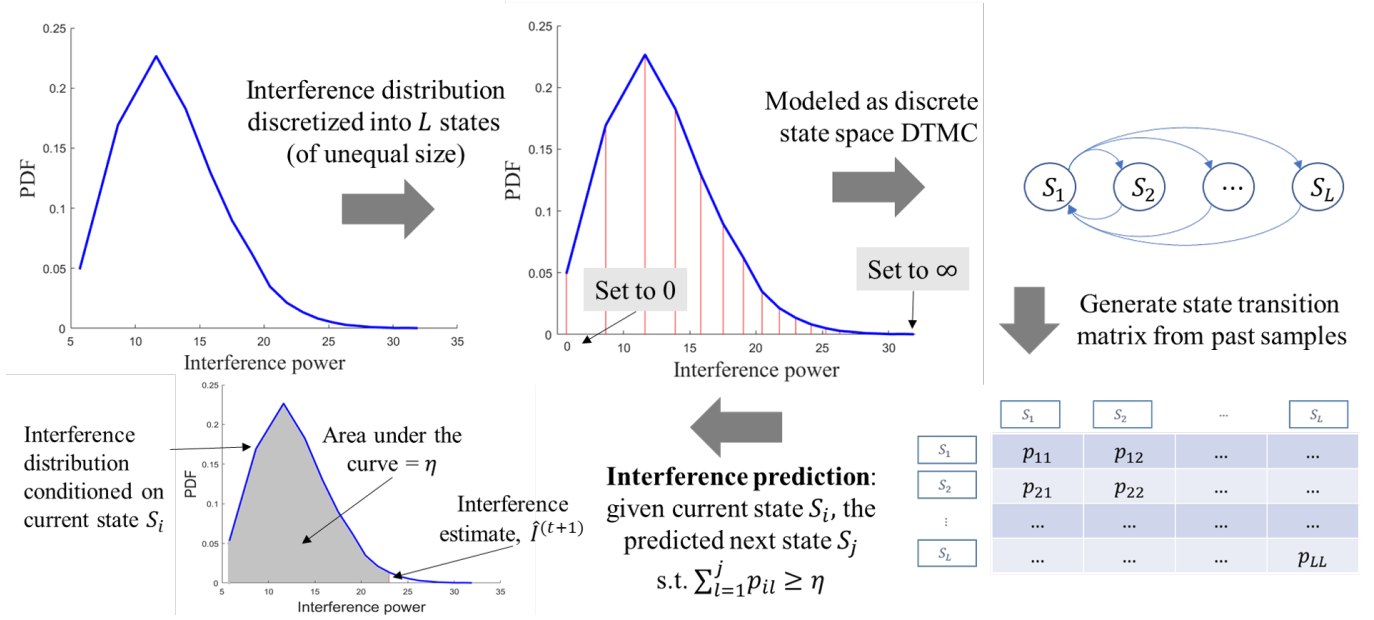 0.25
0.2
0.15
0.1
0.05
0
5
10
15
20
25
30
35
PDF
Interference power
Interference distribution
discretized into L states
(of unequal size)
0.25
0.2
0.15
0.1
0.05
0
0
10
15
20
25
30
PDF
Interference power
Set to 0
Set to ∞
Modeled as discrete
state space DTMC
S₁
S₂
...
S_L
Generate state transition
matrix from past samples
S₁
S₂
...
S_L
S₁
p₁₁
p₁₂
...
...
S₂
p₂₁
p₂₂
...
...
⋮
...
...
...
...
S_L
...
...
...
p_LL
Interference prediction:
given current state Sᵢ, the
predicted next state Sⱼ
s.t. ∑ˡ₌₁ʲ pᵢₗ ≥ η
Interference
distribution
conditioned on
current state Sᵢ
0.25
0.2
0.15
0.1
0.05
0
5
10
15
20
25
30
35
PDF
Interference power
Area under the
curve = η
Interference
estimate, Î⁽ᵗ⁺¹⁾